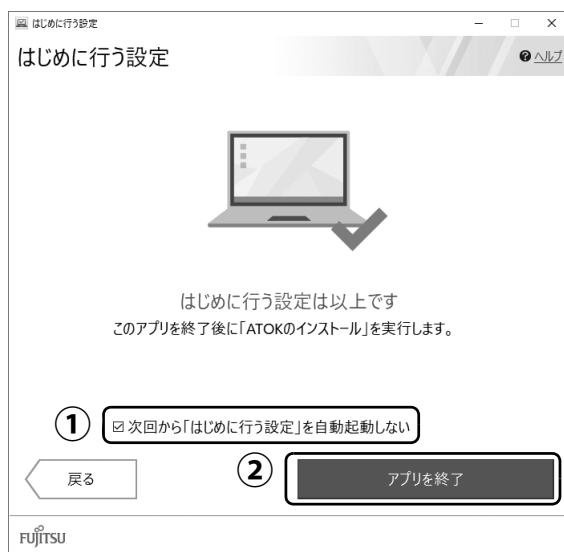 はじめに行う設定
はじめに行う設定
ヘルプ
はじめに行う設定は以上です
このアプリを終了後に「ATOKのインストール」を実行します。
① ☑ 次回から「はじめに行う設定」を自動起動しない
戻る
② アプリを終了
FUJITSU